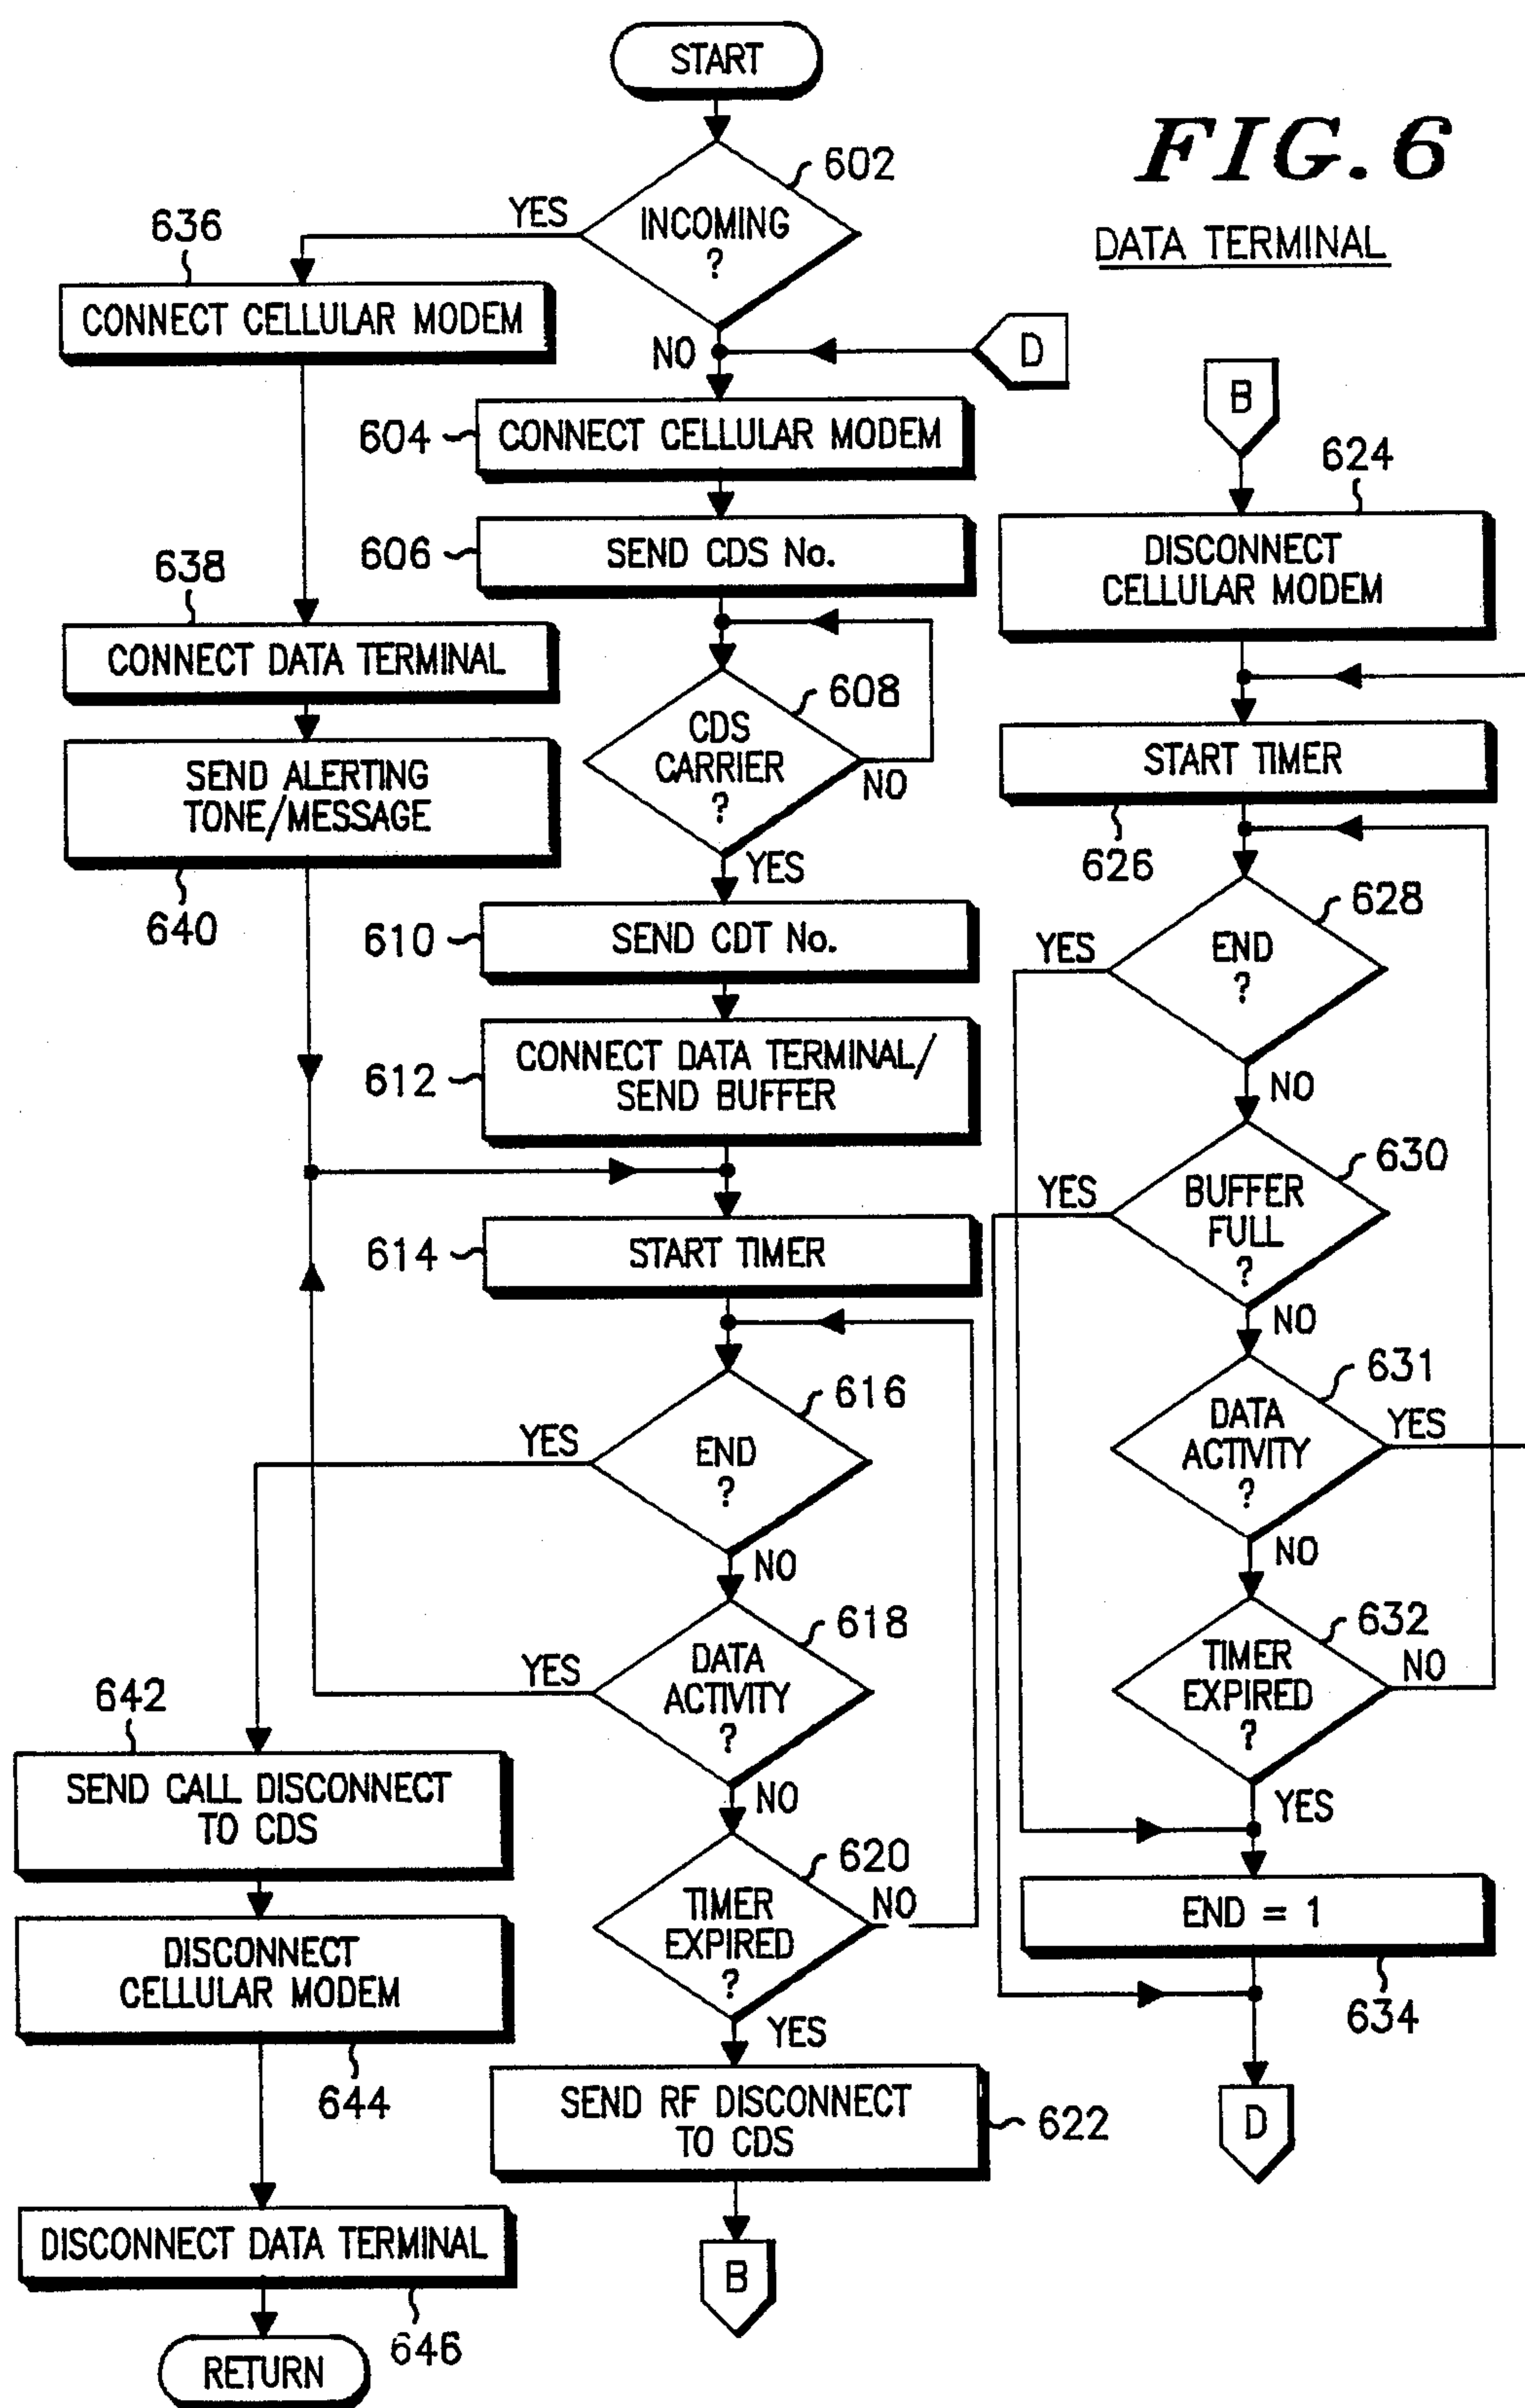 START
FIG. 6
DATA TERMINAL
602
INCOMING
?
YES
NO
D
636
CONNECT CELLULAR MODEM
604
CONNECT CELLULAR MODEM
606
SEND CDS No.
638
CONNECT DATA TERMINAL
SEND ALERTING
TONE/MESSAGE
640
608
CDS
CARRIER
?
NO
YES
610
SEND CDT No.
612
CONNECT DATA TERMINAL/
SEND BUFFER
614
START TIMER
616
END
?
YES
NO
618
DATA
ACTIVITY
?
YES
NO
620
TIMER
EXPIRED
?
NO
YES
SEND RF DISCONNECT
TO CDS
622
B
642
SEND CALL DISCONNECT
TO CDS
DISCONNECT
CELLULAR MODEM
644
DISCONNECT DATA TERMINAL
646
RETURN
B
624
DISCONNECT
CELLULAR MODEM
START TIMER
626
628
END
?
YES
NO
630
BUFFER
FULL
?
YES
NO
631
DATA
ACTIVITY
?
YES
NO
632
TIMER
EXPIRED
?
NO
YES
END = 1
634
D